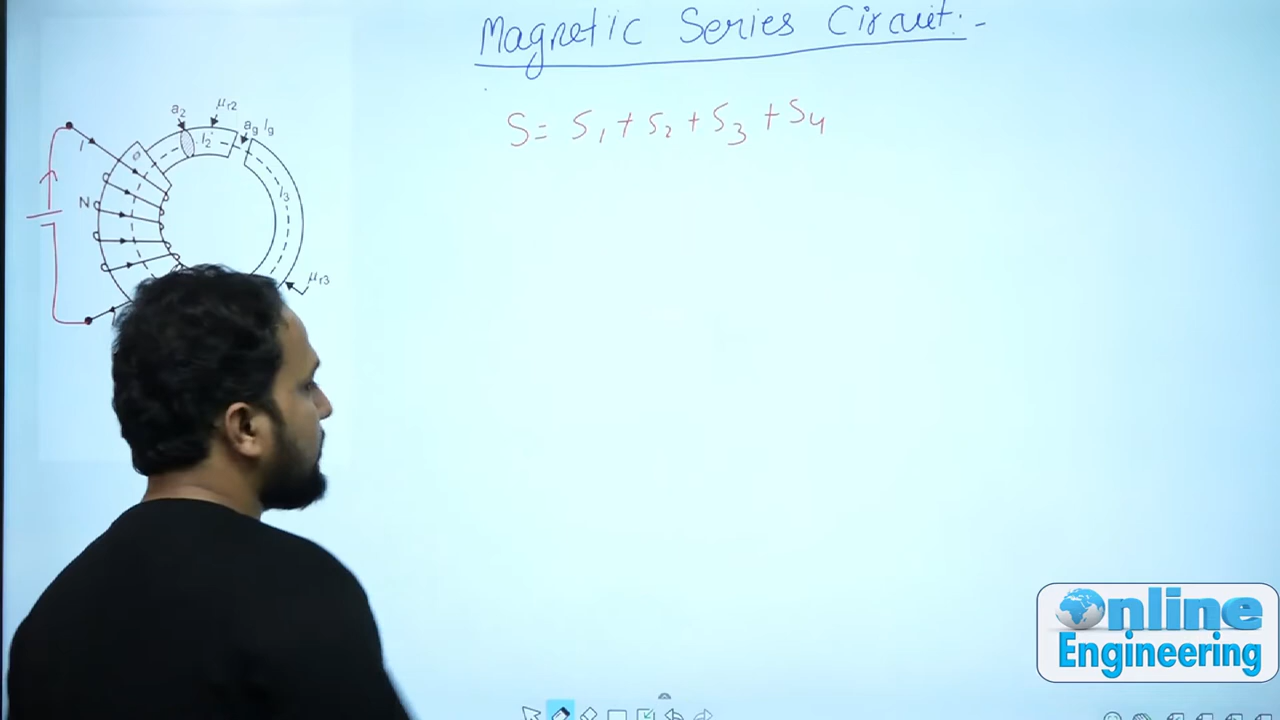 Magnetic Series Circuit:-
S = S1 + S2 + S3 + S4
a2
μr2
ag lg
l2
I
Φ
N
l3
μr3
Online
Engineering